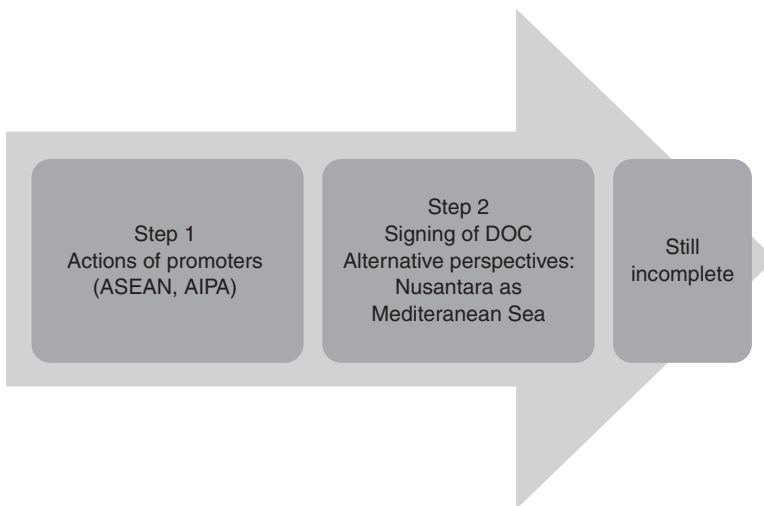 Step 1
Actions of promoters
(ASEAN, AIPA)
Step 2
Signing of DOC
Alternative perspectives:
Nusantara as
Mediteranean Sea
Still
incomplete